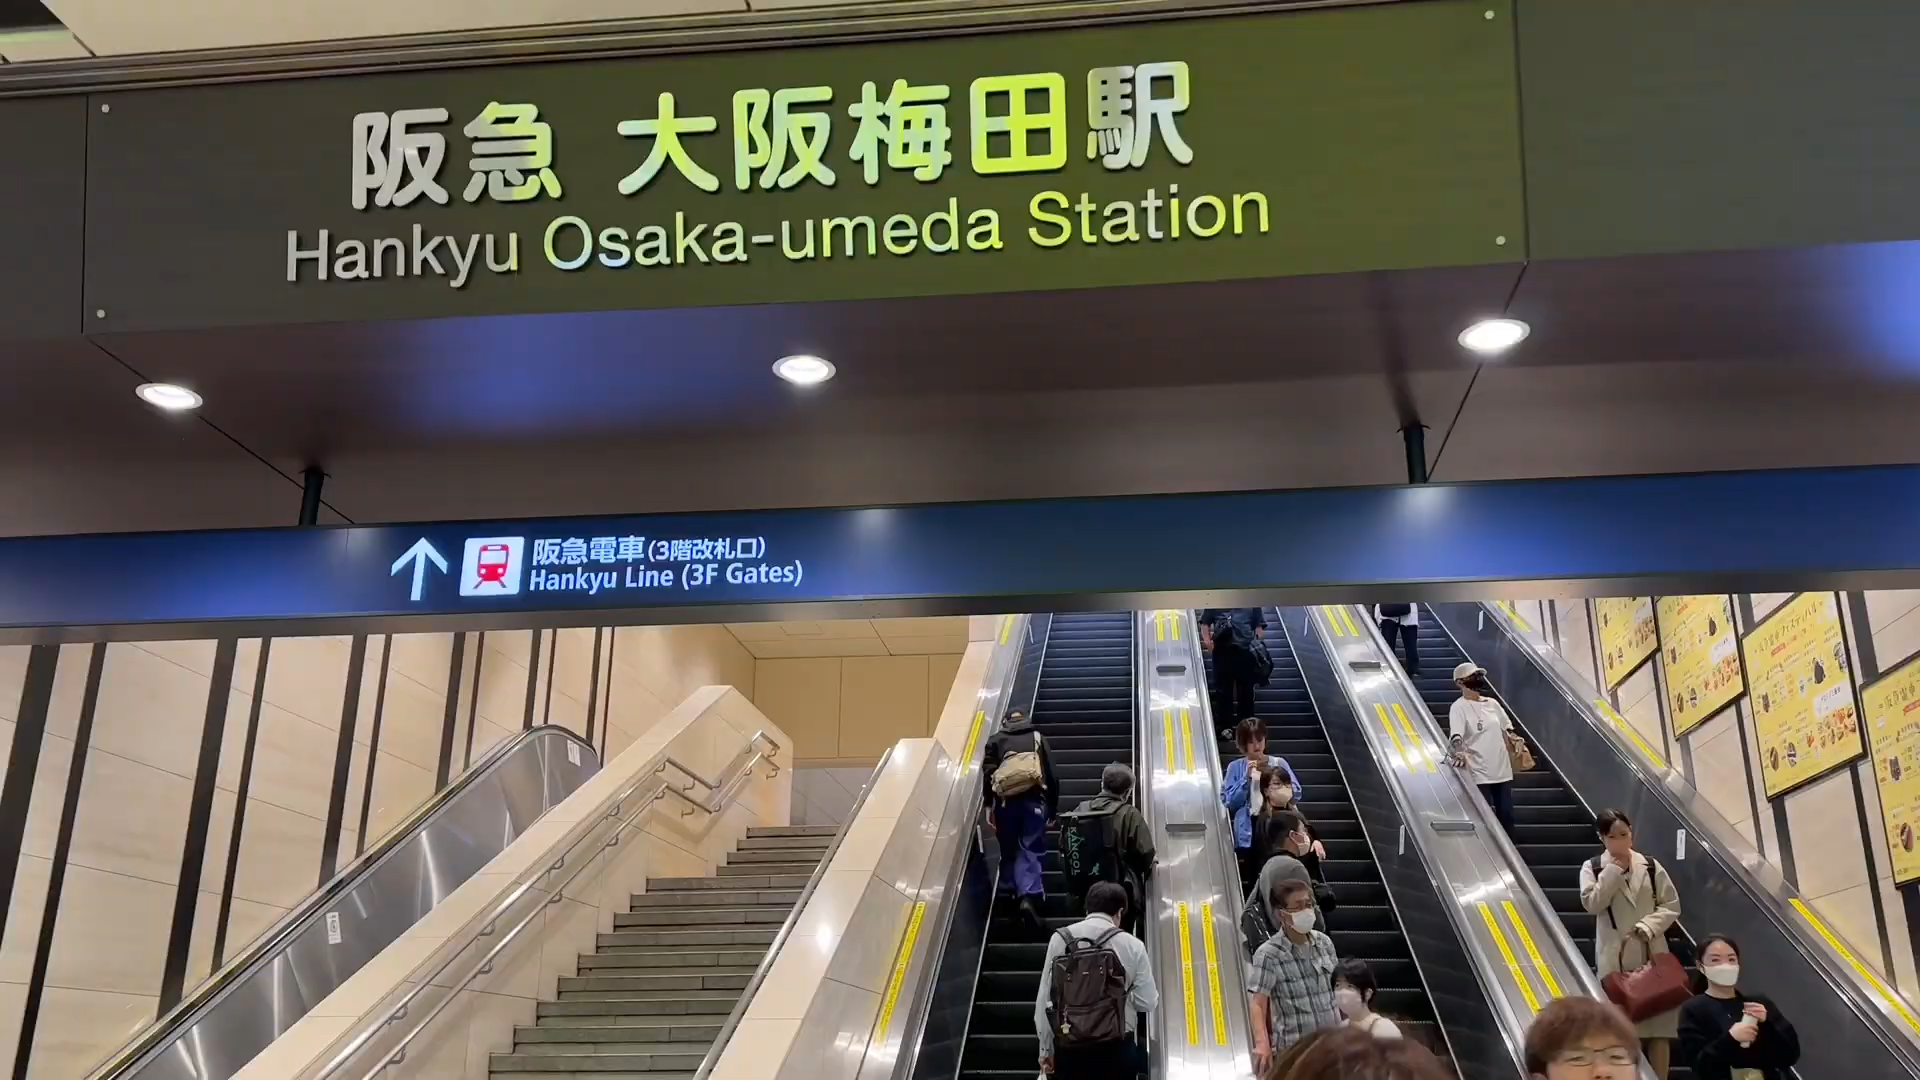 阪急 大阪梅田駅
Hankyu Osaka-umeda Station
阪急電車(3階改札口)
Hankyu Line (3F Gates)
KANGOL